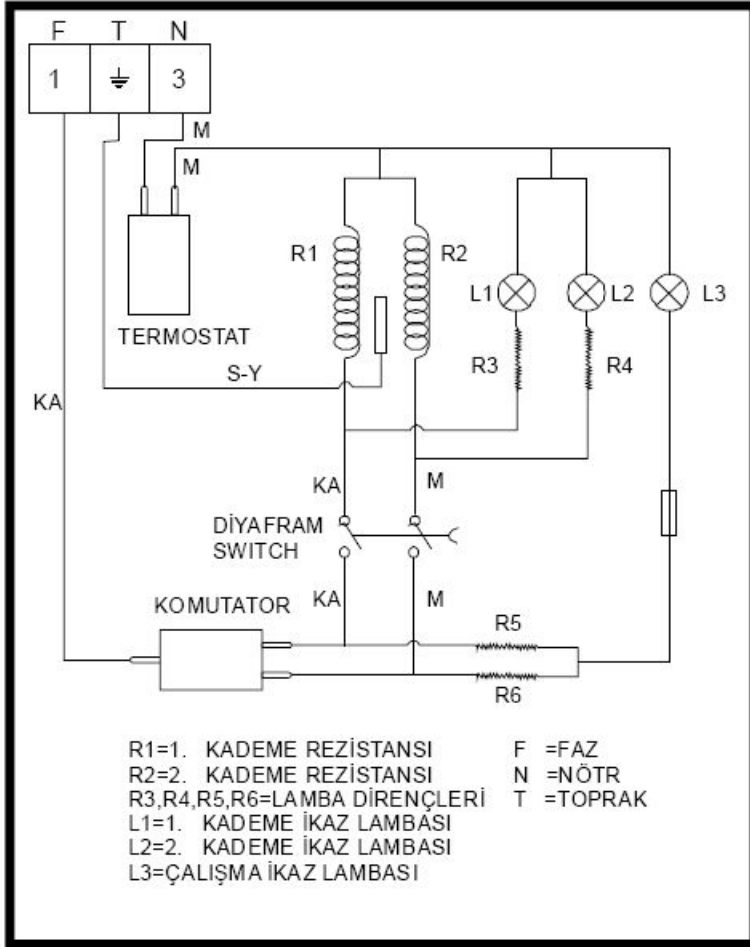 F T N
1 3
M
M
R1 R2
L1 L2 L3
TERMOSTAT
R3 R4
S-Y
KA
KA M
DİYAFRAM
SWITCH
KA M
KOMUTATOR
R5
R6
R1=1. KADEME REZİSTANSI F =FAZ
R2=2. KADEME REZİSTANSI N =NÖTR
R3,R4,R5,R6=LAMBA DİRENÇLERİ T =TOPRAK
L1=1. KADEME İKAZ LAMBASI
L2=2. KADEME İKAZ LAMBASI
L3=ÇALIŞMA İKAZ LAMBASI